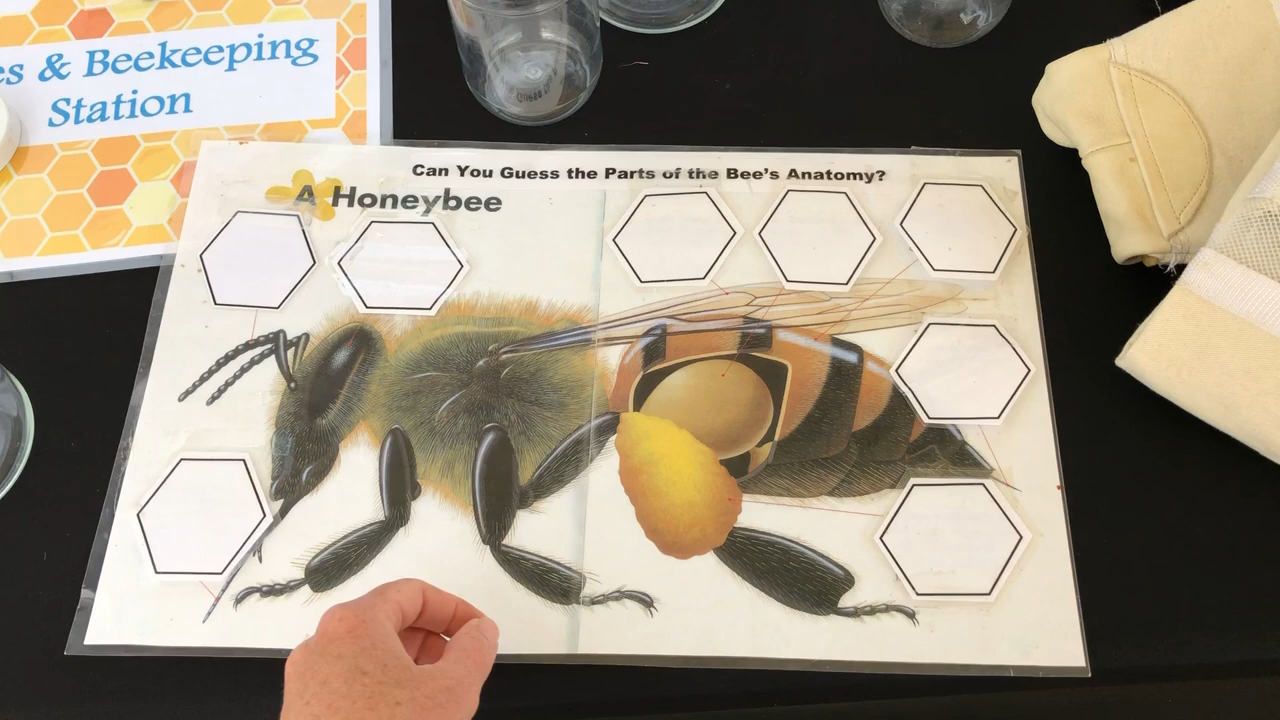 es & Beekeeping
Station
Can You Guess the Parts of the Bee's Anatomy?
A Honeybee